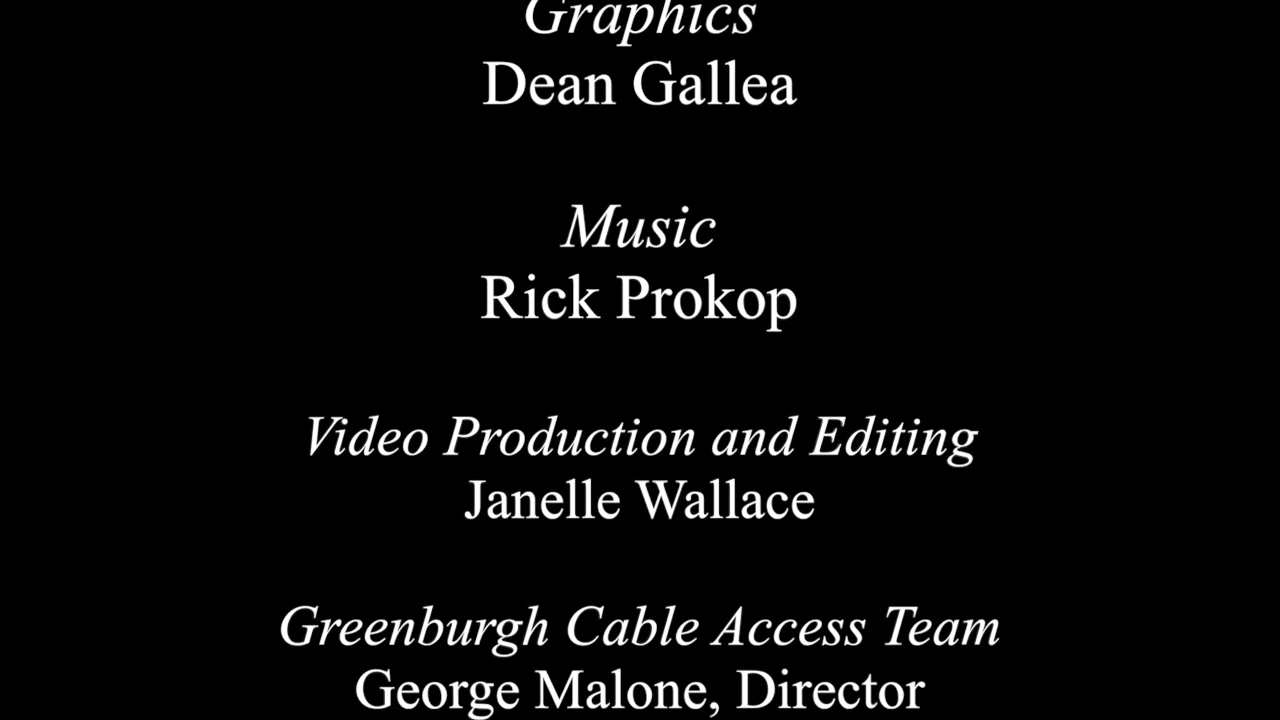 Graphics
Dean Gallea
Music
Rick Prokop
Video Production and Editing
Janelle Wallace
Greenburgh Cable Access Team
George Malone, Director